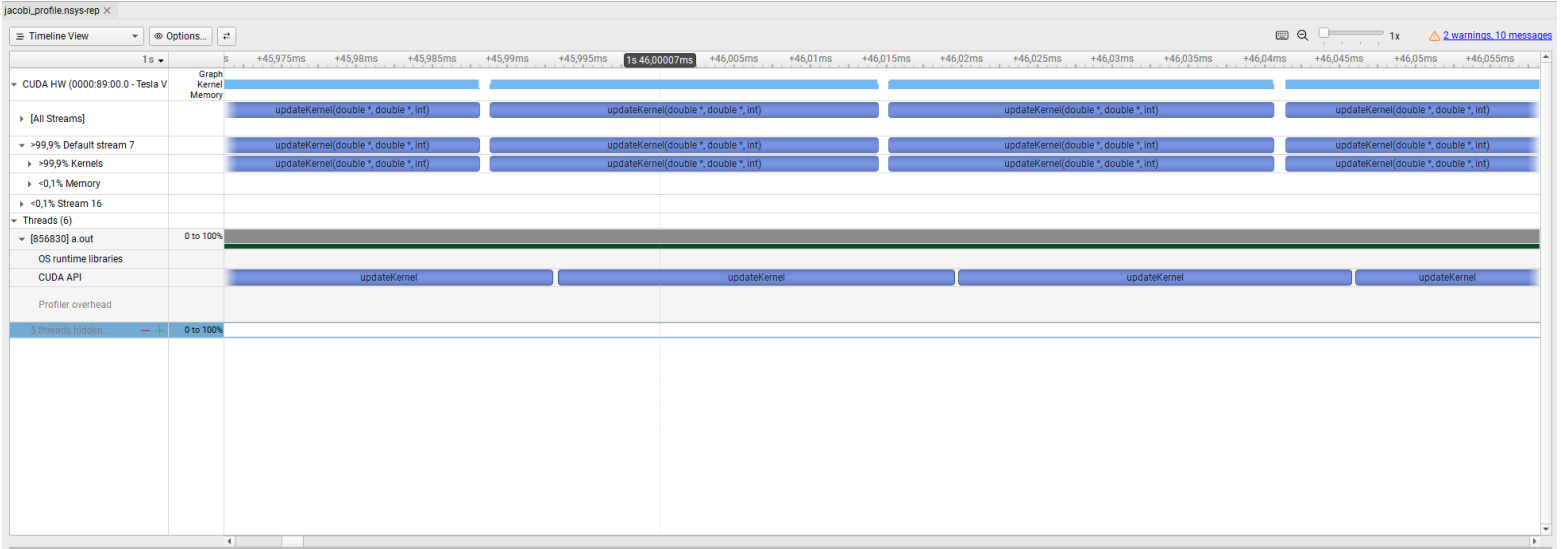 jacobi_profile.nsys-rep ×
Timeline View Options... 1x 2 warnings, 10 messages
1s s +45,975ms +45,98ms +45,985ms +45,99ms +45,995ms 1s 46,00007ms +46,005ms +46,01ms +46,015ms +46,02ms +46,025ms +46,03ms +46,035ms +46,04ms +46,045ms +46,05ms +46,055ms
CUDA HW (0000:89:00.0 - Tesla V
Graph
Kernel
Memory
[All Streams] updateKernel(double *, double *, int) updateKernel(double *, double *, int) updateKernel(double *, double *, int) updateKernel(double *, double *, int)
>99,9% Default stream 7 updateKernel(double *, double *, int) updateKernel(double *, double *, int) updateKernel(double *, double *, int) updateKernel(double *, double *, int)
>99,9% Kernels updateKernel(double *, double *, int) updateKernel(double *, double *, int) updateKernel(double *, double *, int) updateKernel(double *, double *, int)
<0,1% Memory
<0,1% Stream 16
Threads (6)
[856830] a.out 0 to 100%
OS runtime libraries
CUDA API updateKernel updateKernel updateKernel updateKernel
Profiler overhead
5 threads hidden... 0 to 100%